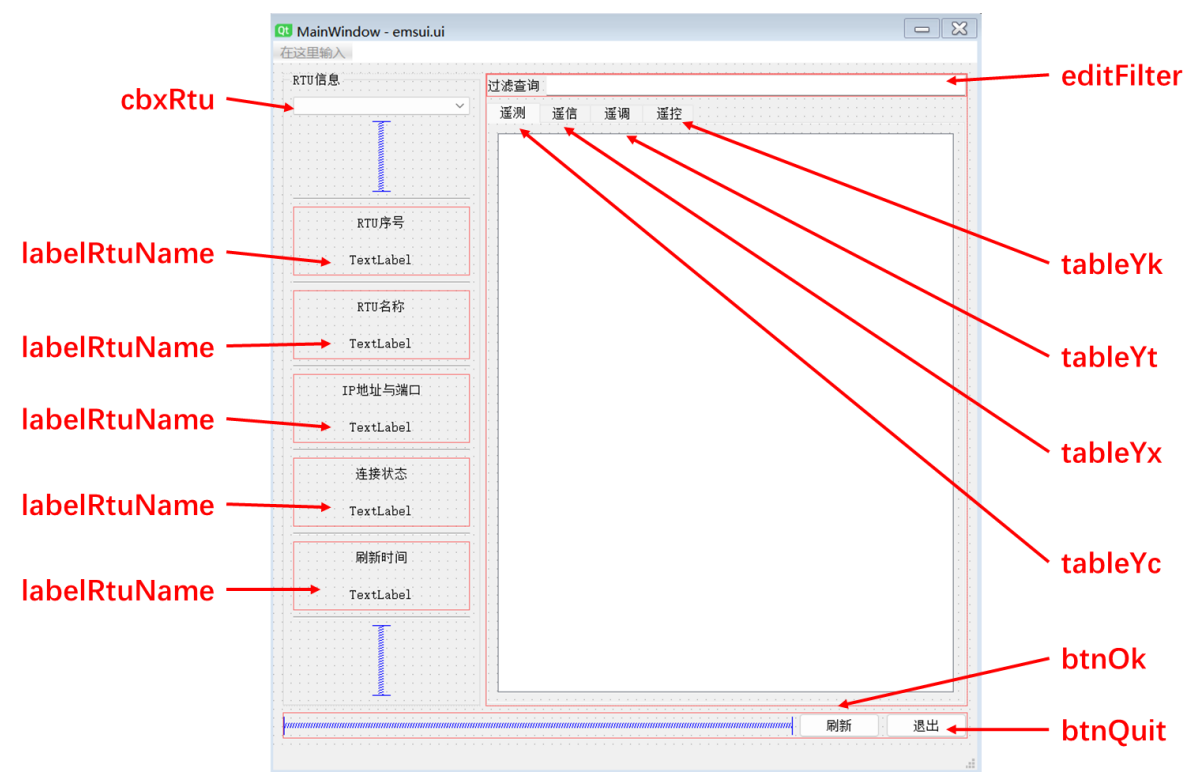 Qt MainWindow - emsui.ui
在这里输入
RTU信息
cbxRtu
过滤查询
editFilter
遥测 遥信 遥调 遥控
RTU序号
labelRtuName
TextLabel
tableYk
RTU名称
labelRtuName
TextLabel
tableYt
IP地址与端口
labelRtuName
TextLabel
tableYx
连接状态
labelRtuName
TextLabel
刷新时间
tableYc
labelRtuName
TextLabel
btnOk
刷新 退出
btnQuit